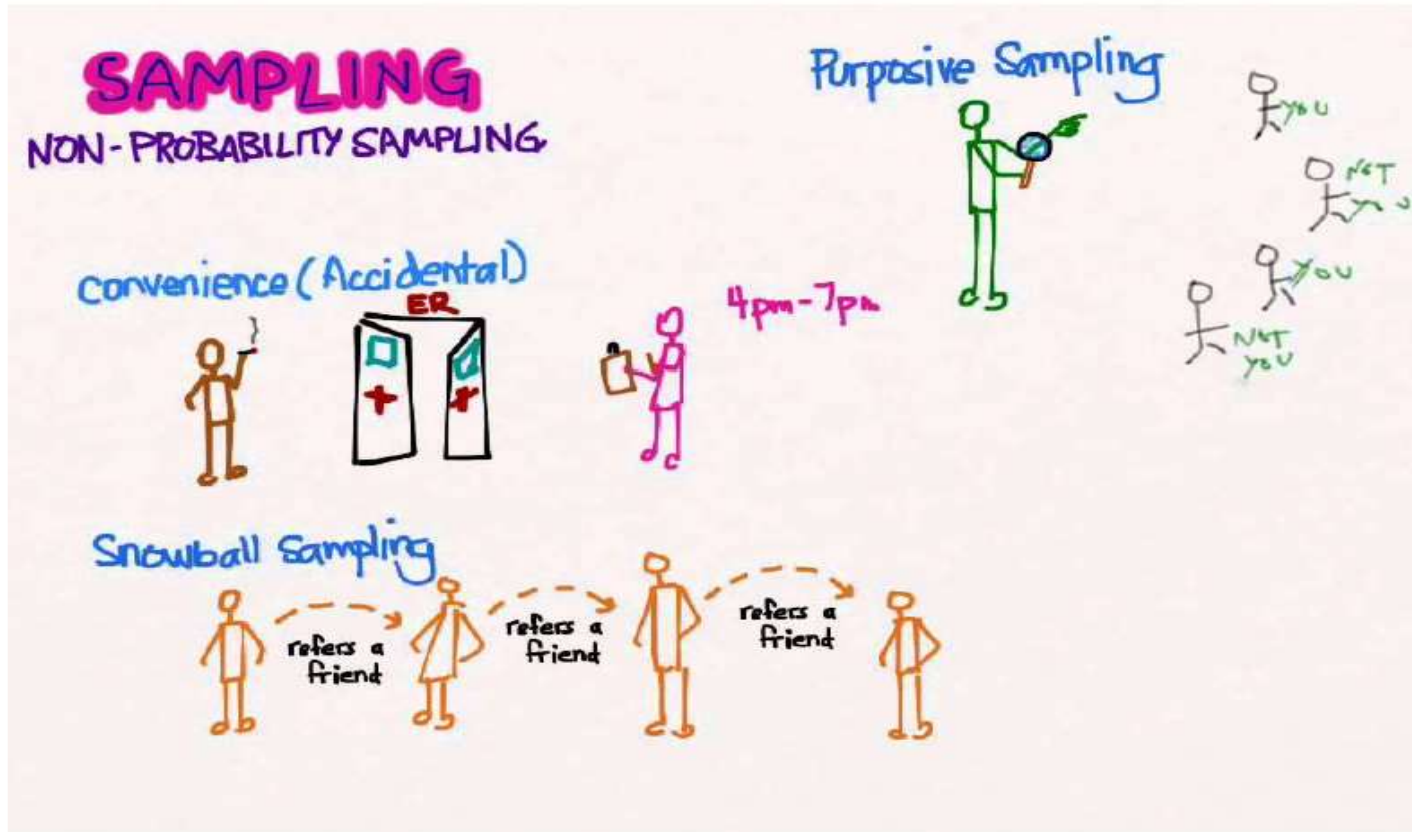 SAMPLING
NON-PROBABILITY SAMPLING
Convenience (Accidental)
ER
4pm-7pm
Purposive Sampling
YOU
NOT
YOU
YOU
NOT
YOU
Snowball Sampling
refers a
friend
refers a
friend
refers a
friend